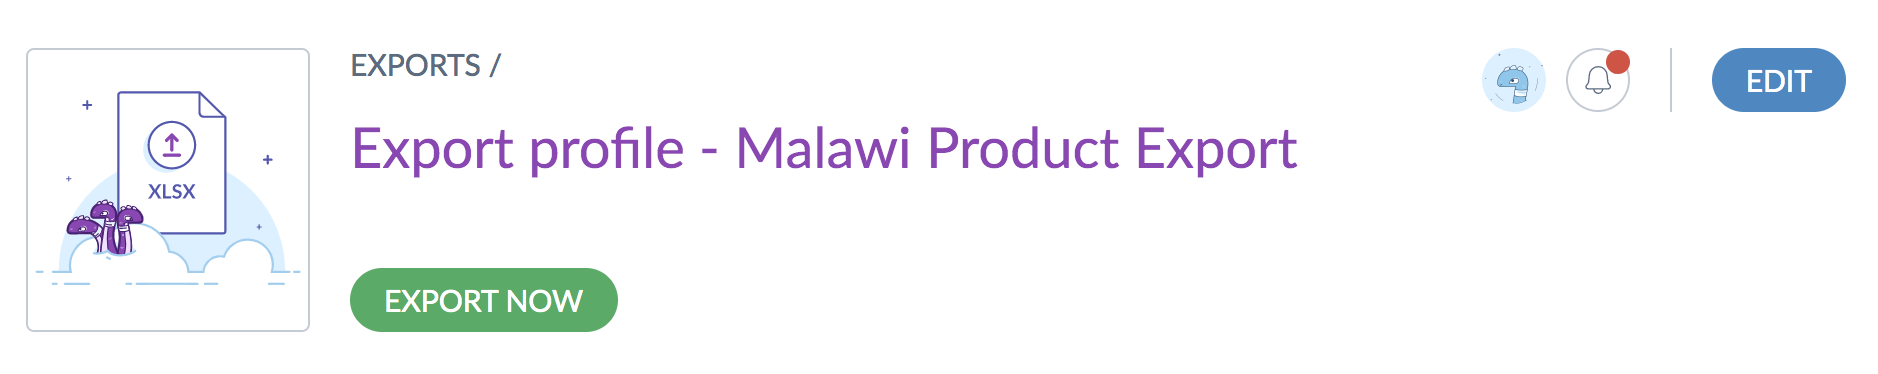 EXPORTS /
EDIT
Export profile - Malawi Product Export
XLSX
EXPORT NOW